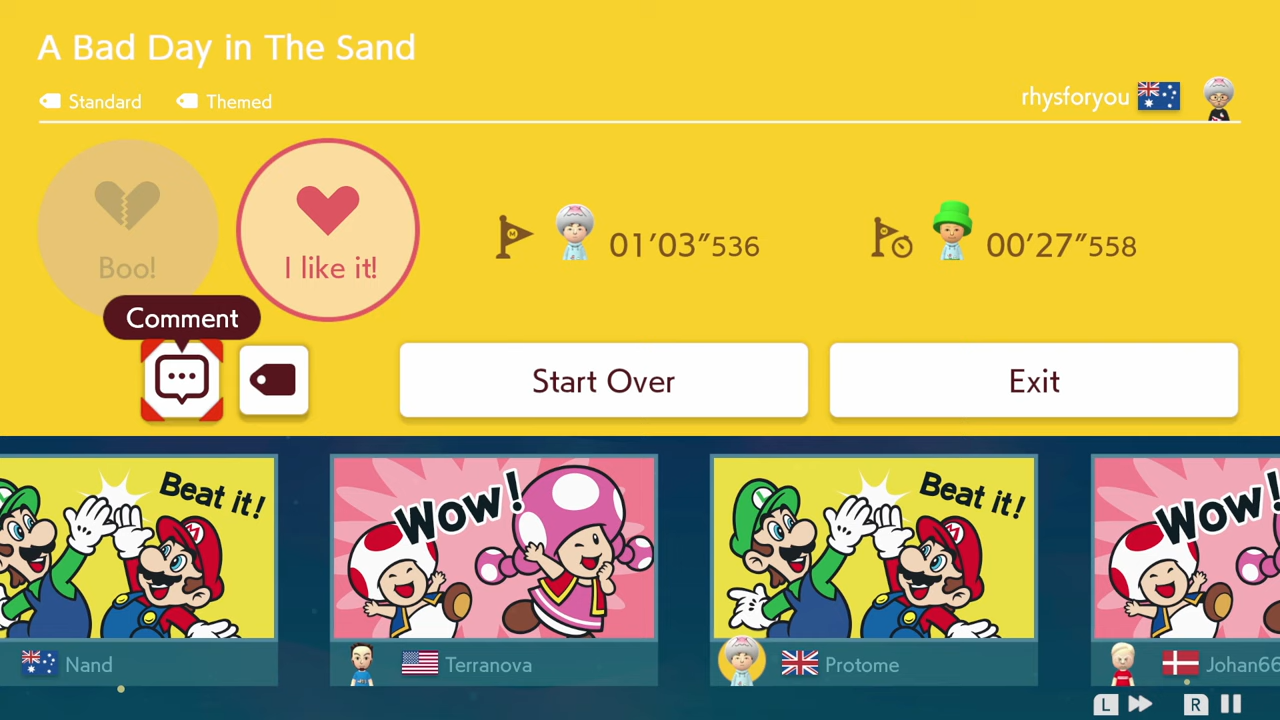 A Bad Day in The Sand
Standard Themed
rhysforyou
Boo!
I like it!
01'03"536
00'27"558
Comment
Start Over
Exit
Beat it!
Wow!
Beat it!
Wow!
Nand
Terranova
Protome
Johan66
L
R